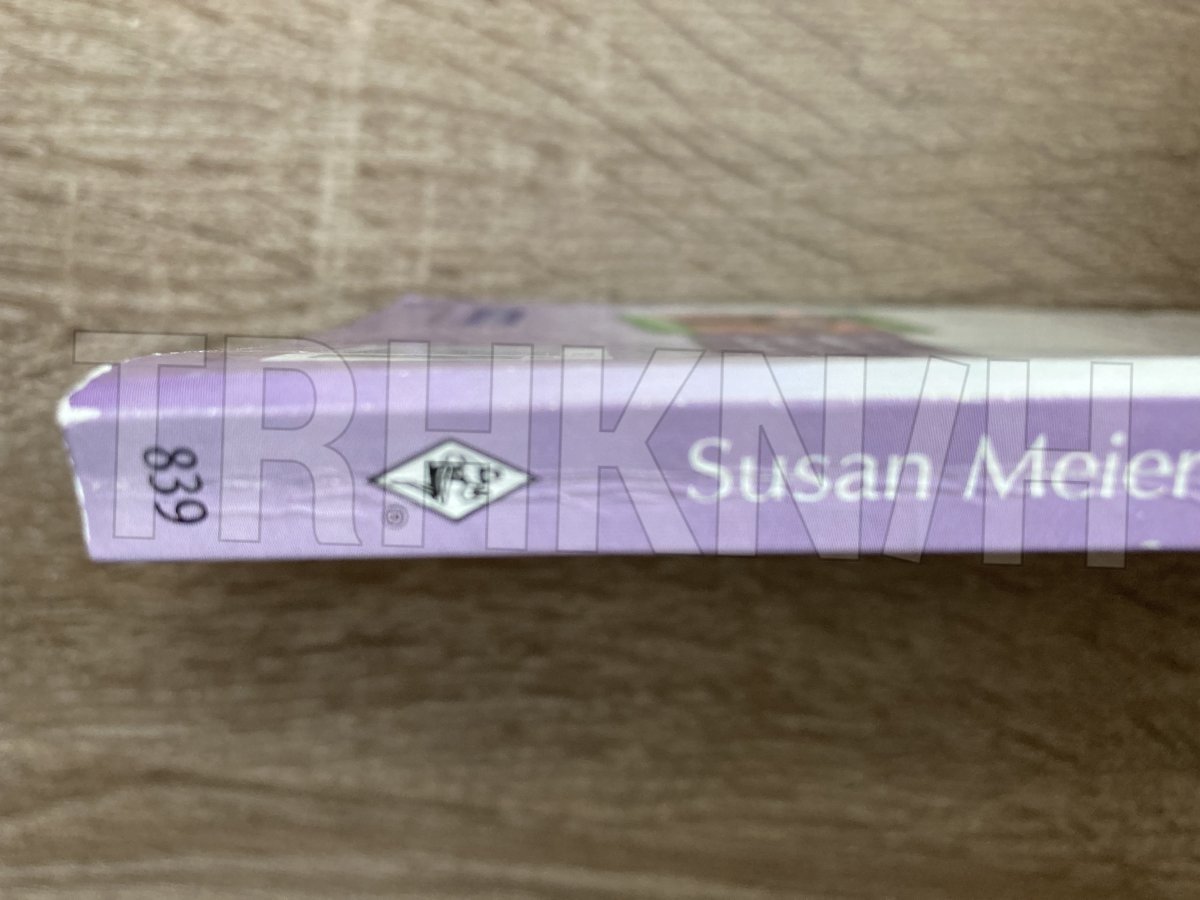 839
Susan Meier
TRHKNVH